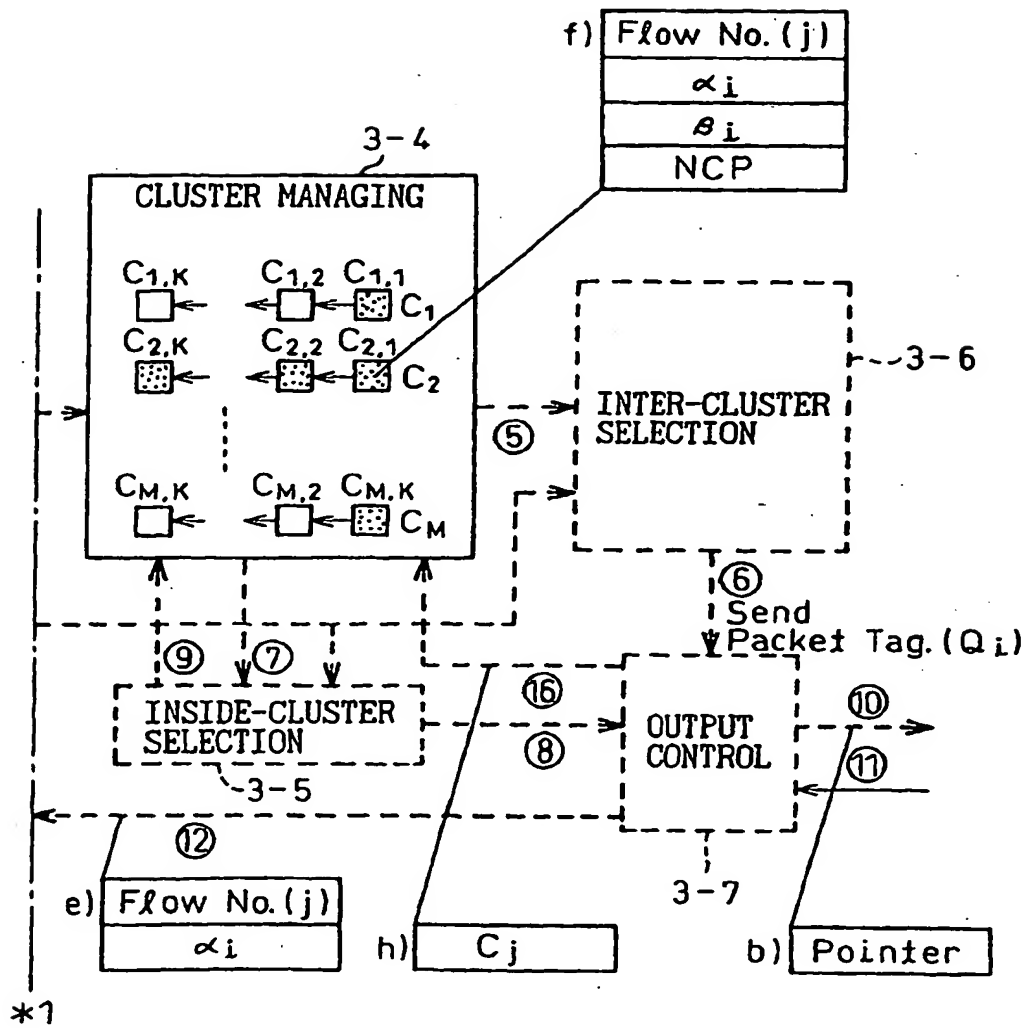 f) Flow No.(j)
αi
βi
NCP
3-4
CLUSTER MANAGING
C1,K C1,2 C1,1
C1
C2,K C2,2 C2,1
C2
CM,K CM,2 CM,K
CM
⑤
INTER-CLUSTER
SELECTION
3-6
⑥
Send
Packet Tag.(Qi)
⑨ ⑦
INSIDE-CLUSTER
SELECTION
3-5
⑯
⑧
OUTPUT
CONTROL
3-7
⑩
⑪
⑫
e) Flow No.(j)
αi
h) Cj
b) Pointer
*1